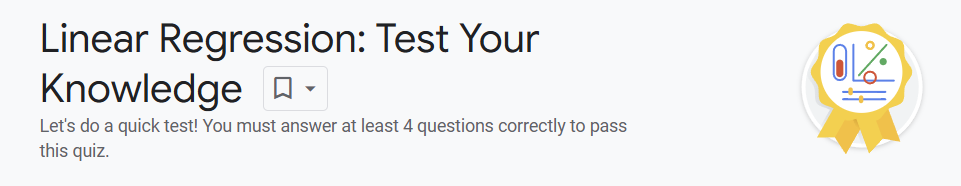 Linear Regression: Test Your
Knowledge
Let's do a quick test! You must answer at least 4 questions correctly to pass
this quiz.